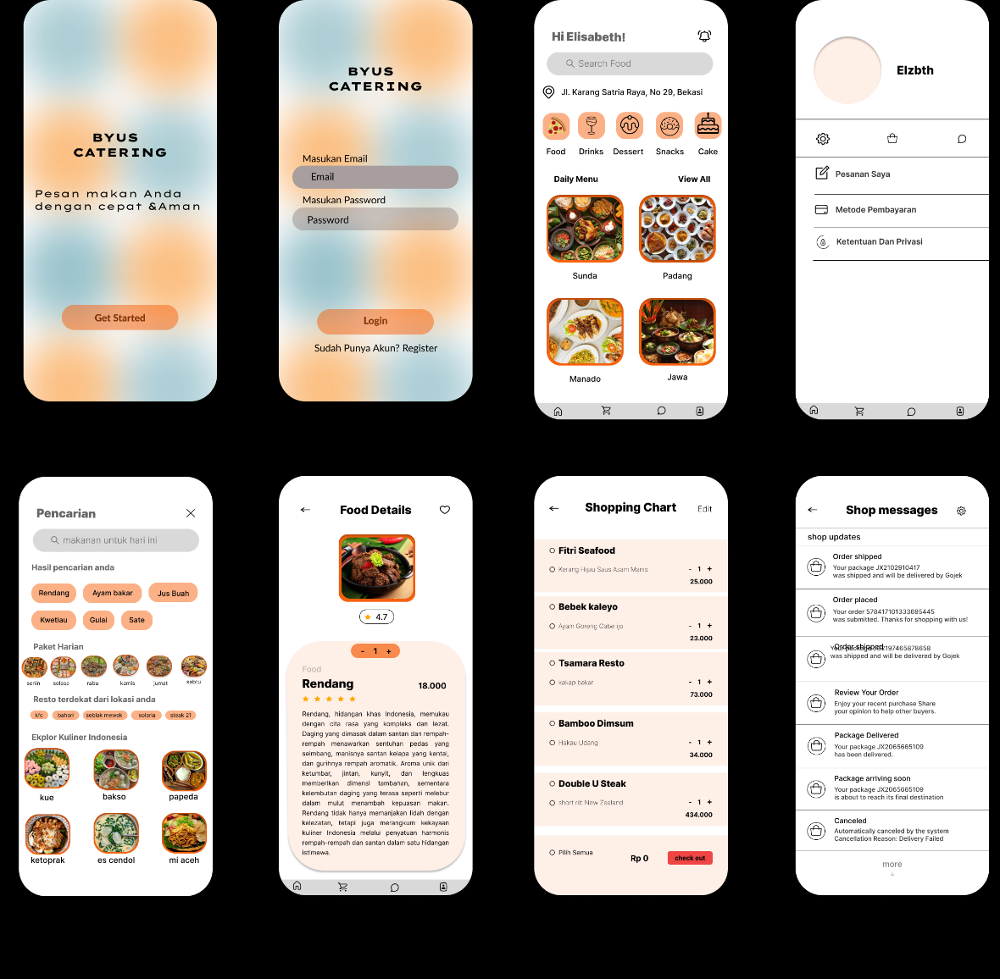 BYUS
CATERING
Pesan makan Anda
dengan cepat &Aman
Get Started
BYUS
CATERING
Masukan Email
Email
Masukan Password
Password
Login
Sudah Punya Akun? Register
Hi Elisabeth!
Search Food
Jl. Karang Satria Raya, No 29, Bekasi
Food Drinks Dessert Snacks Cake
Daily Menu View All
Sunda Padang
Manado Jawa
Elzbth
Pesanan Saya
Metode Pembayaran
Ketentuan Dan Privasi
Pencarian
makanan untuk hari ini
Hasil pencarian anda
Rendang Ayam bakar Jus Buah
Kwetiau Gulai Sate
Paket Harian
senin selasa rabu kamis jumat sabtu
Resto terdekat dari lokasi anda
kfc bahari seblak mewek solaria steak 21
Ekplor Kuliner Indonesia
kue bakso papeda
ketoprak es cendol mi aceh
Food Details
4.7
- 1 +
Food
Rendang 18.000
Rendang, hidangan khas Indonesia, memukau
dengan cita rasa yang kompleks dan lezat.
Daging yang dimasak dalam santan dan rempah-
rempah menawarkan sentuhan pedas yang
seimbang, manisnya santan kelapa yang kental,
dan gurihnya rempah aromatik. Aroma unik dari
ketumbar, jintan, kunyit, dan lengkuas
memberikan dimensi tambahan, sementara
kelembutan daging yang terasa seperti melebur
dalam mulut menambah kepuasan makan.
Rendang tidak hanya memanjakan lidah dengan
kelezatan, tetapi juga merangkum kekayaan
kuliner Indonesia melalui penyatuan harmonis
rempah-rempah dan santan dalam satu hidangan
istimewa.
Shopping Chart Edit
Fitri Seafood
Kerang Hijau Saus Asam Manis - 1 +
25.000
Bebek kaleyo
Ayam Goreng Cabe ijo - 1 +
23.000
Tsamara Resto
kakap bakar - 1 +
73.000
Bamboo Dimsum
Hakau Udang - 1 +
34.000
Double U Steak
short rib New Zealand - 1 +
434.000
Pilih Semua Rp 0 check out
Shop messages
shop updates
Order shipped
Your package JX2102910417
was shipped and will be delivered by Gojek
Order placed
Your order 578417101333695445
was submitted. Thanks for shopping with us!
Order shipped
was shipped and will be delivered by Gojek
Review Your Order
Enjoy your recent purchase Share
your opinion to help other buyers.
Package Delivered
Your package JX2065665109
has been delivered.
Package arriving soon
Your package JX2065665109
is about to reach its final destination
Canceled
Automatically canceled by the system
Cancellation Reason: Delivery Failed
more